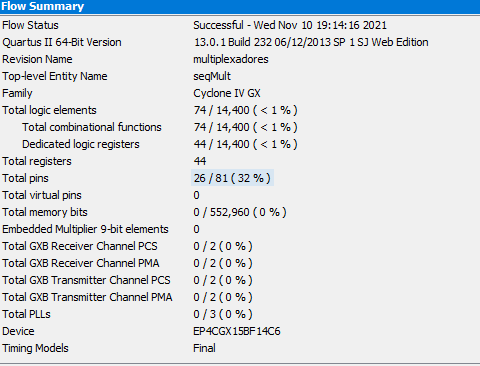 Flow Summary
Flow Status Successful - Wed Nov 10 19:14:16 2021
Quartus II 64-Bit Version 13.0.1 Build 232 06/12/2013 SP 1 SJ Web Edition
Revision Name multiplexadores
Top-level Entity Name seqMult
Family Cyclone IV GX
Total logic elements 74 / 14,400 ( < 1 % )
Total combinational functions 74 / 14,400 ( < 1 % )
Dedicated logic registers 44 / 14,400 ( < 1 % )
Total registers 44
Total pins 26 / 81 ( 32 % )
Total virtual pins 0
Total memory bits 0 / 552,960 ( 0 % )
Embedded Multiplier 9-bit elements 0
Total GXB Receiver Channel PCS 0 / 2 ( 0 % )
Total GXB Receiver Channel PMA 0 / 2 ( 0 % )
Total GXB Transmitter Channel PCS 0 / 2 ( 0 % )
Total GXB Transmitter Channel PMA 0 / 2 ( 0 % )
Total PLLs 0 / 3 ( 0 % )
Device EP4CGX15BF14C6
Timing Models Final